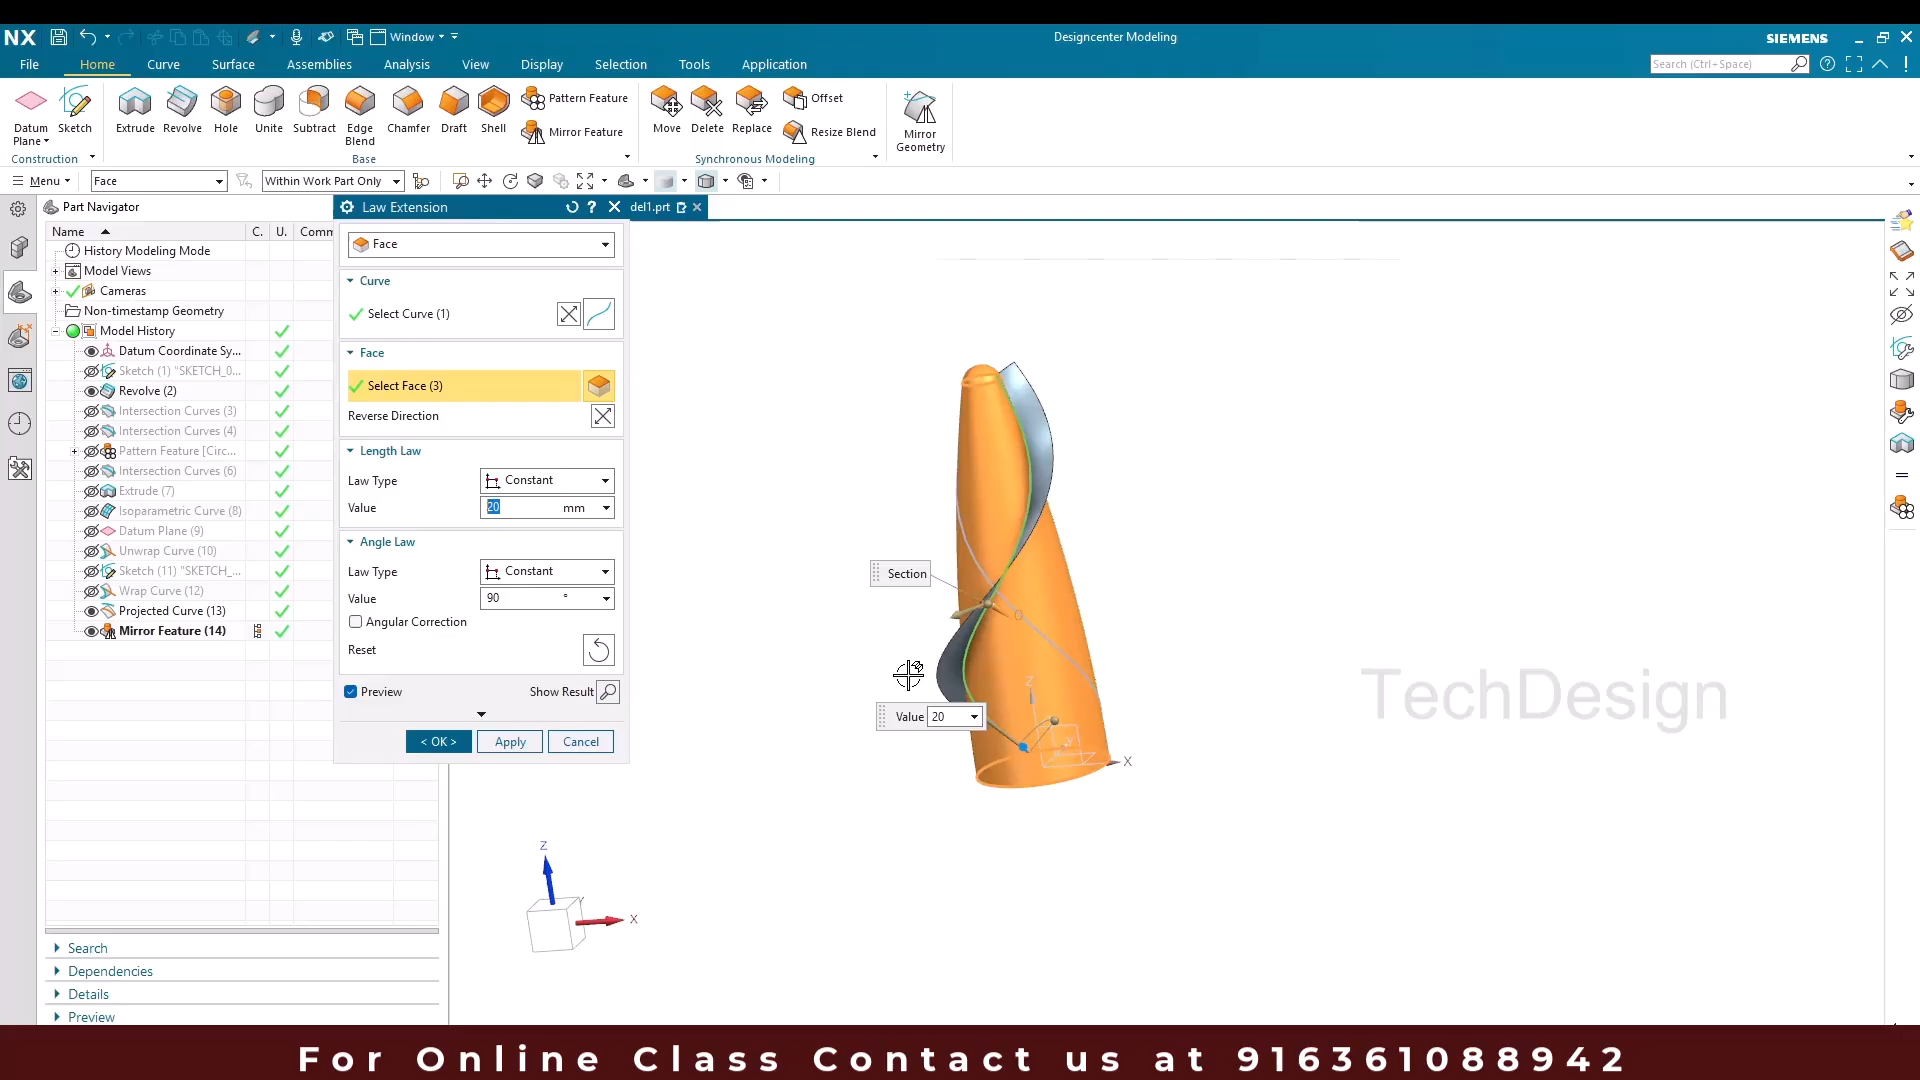 NX
Window
Designcenter Modeling
SIEMENS
File Home Curve Surface Assemblies Analysis View Display Selection Tools Application
Search (Ctrl+Space)
Datum Plane Sketch Extrude Revolve Hole Unite Subtract Edge Blend Chamfer Draft Shell Pattern Feature Mirror Feature Move Delete Replace Offset Resize Blend Mirror Geometry
Construction Base Synchronous Modeling
Menu Face Within Work Part Only
Part Navigator
Law Extension
del1.prt
Name C. U. Comm
History Modeling Mode
Model Views
Cameras
Non-timestamp Geometry
Model History
Datum Coordinate Sy...
Sketch (1) "SKETCH_0...
Revolve (2)
Intersection Curves (3)
Intersection Curves (4)
Pattern Feature [Circ...
Intersection Curves (6)
Extrude (7)
Isoparametric Curve (8)
Datum Plane (9)
Unwrap Curve (10)
Sketch (11) "SKETCH_...
Wrap Curve (12)
Projected Curve (13)
Mirror Feature (14)
Search
Dependencies
Details
Preview
Face
Curve
Select Curve (1)
Face
Select Face (3)
Reverse Direction
Length Law
Law Type Constant
Value 20 mm
Angle Law
Law Type Constant
Value 90 °
Angular Correction
Reset
Preview Show Result
< OK > Apply Cancel
Section
0
Z
Value 20
Y
X
TechDesign
Z
Y
X
For Online Class Contact us at 916361088942